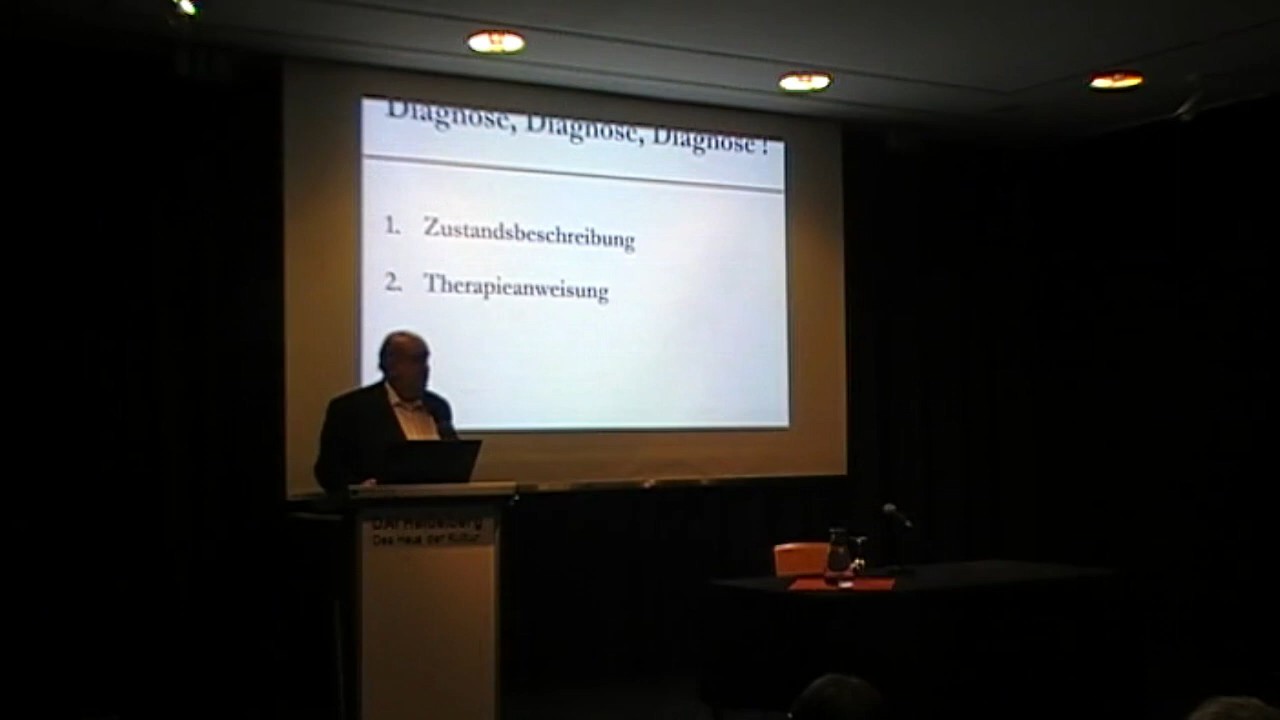 Diagnose, Diagnose, Diagnose !
1. Zustandsbeschreibung
2. Therapieanweisung
DAI Heidelberg
Das Haus der Kultur